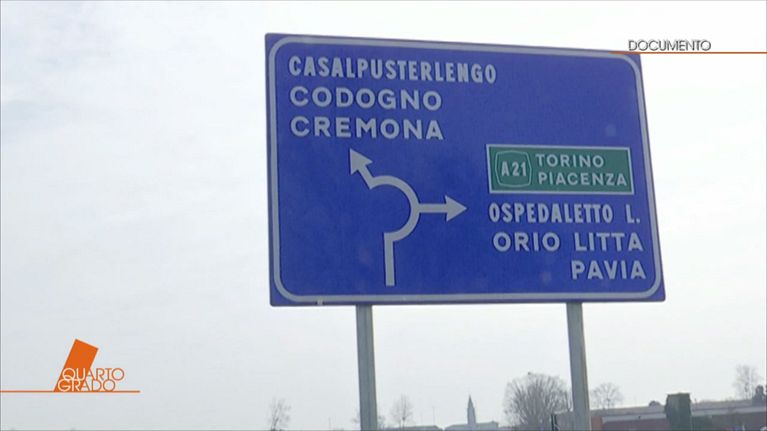 DOCUMENTO
CASALPUSTERLENGO
CODOGNO
CREMONA
A21 TORINO
PIACENZA
OSPEDALETTO L.
ORIO LITTA
PAVIA
QUARTO
GRADO